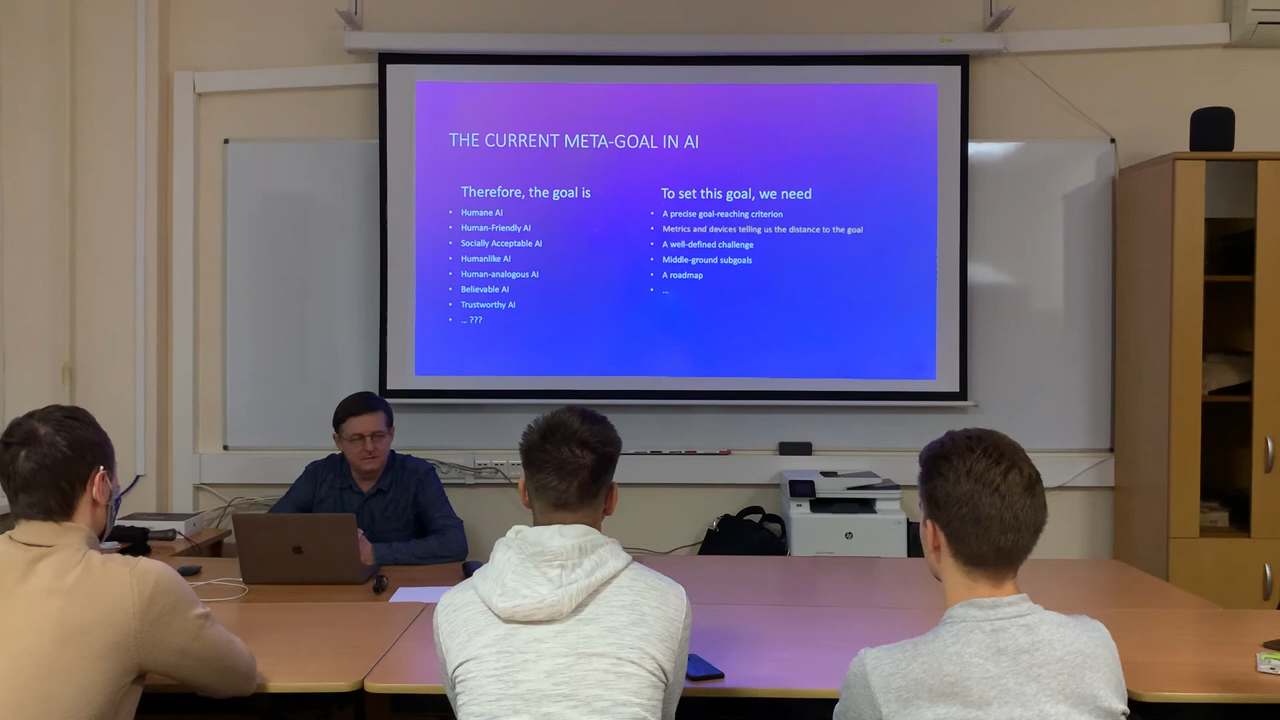 THE CURRENT META-GOAL IN AI
Therefore, the goal is
• Humane AI
• Human-Friendly AI
• Socially Acceptable AI
• Humanlike AI
• Human-analogous AI
• Believable AI
• Trustworthy AI
• ... ???
To set this goal, we need
• A precise goal-reaching criterion
• Metrics and devices telling us the distance to the goal
• A well-defined challenge
• Middle-ground subgoals
• A roadmap
• ...
hp